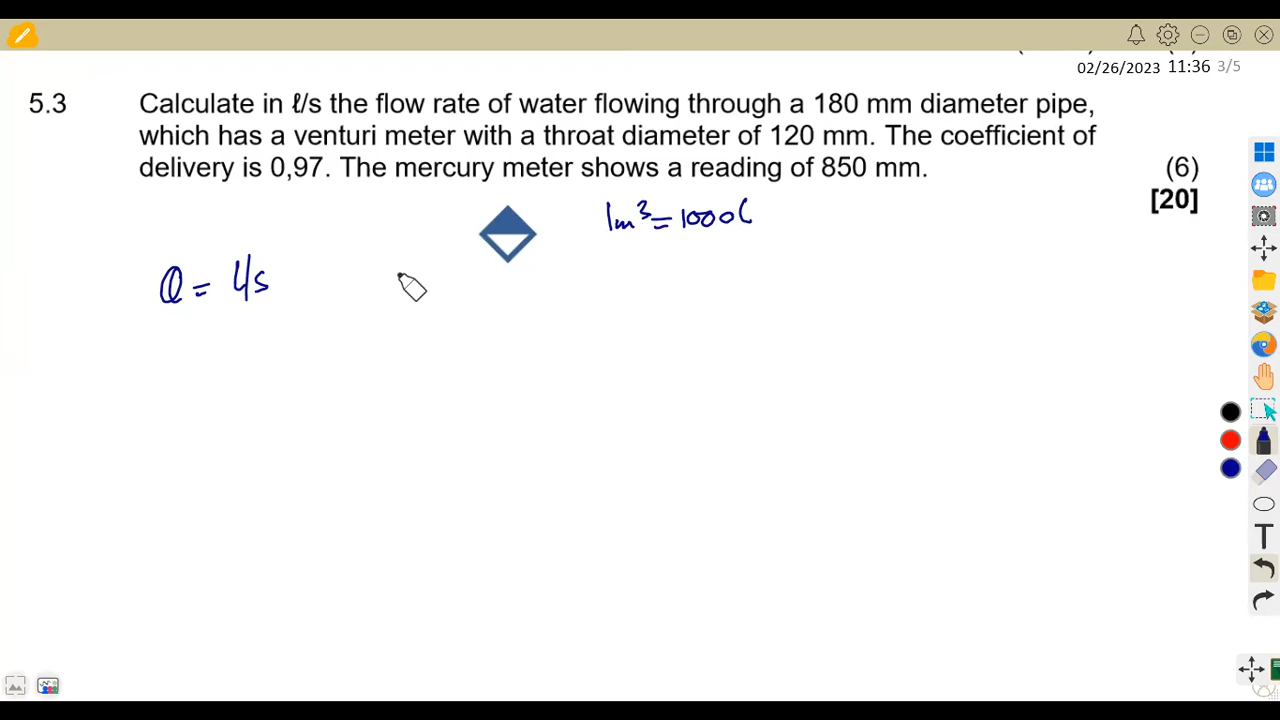 02/26/2023 11:36 3/5
5.3 Calculate in ℓ/s the flow rate of water flowing through a 180 mm diameter pipe,
which has a venturi meter with a throat diameter of 120 mm. The coefficient of
delivery is 0,97. The mercury meter shows a reading of 850 mm. (6)
[20]
1m³ = 1000l
Q = L/s
T